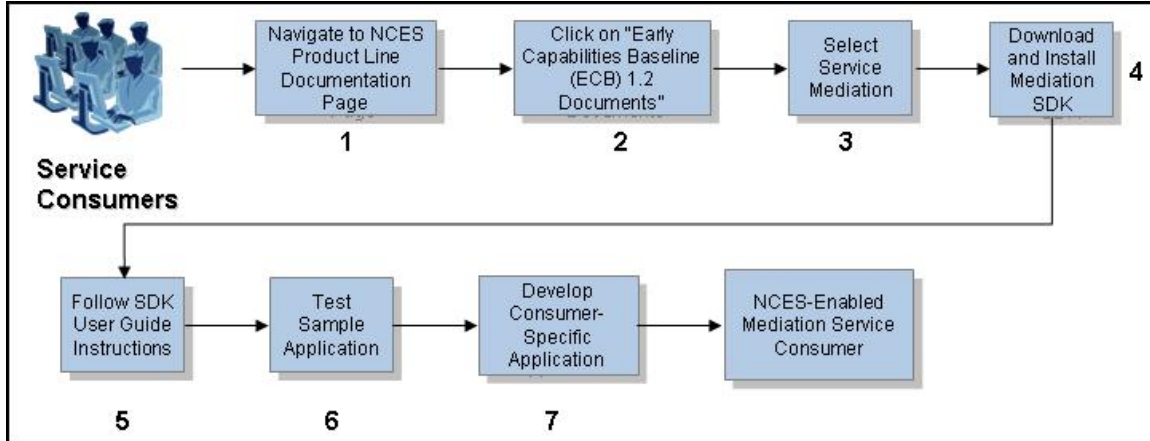 Service
Consumers
Navigate to NCES
Product Line
Documentation
Page
1
Click on "Early
Capabilities Baseline
(ECB) 1.2
Documents"
2
Select
Service
Mediation
3
Download
and Install
Mediation
SDK
4
Follow SDK
User Guide
Instructions
5
Test
Sample
Application
6
Develop
Consumer-
Specific
Application
7
NCES-Enabled
Mediation Service
Consumer